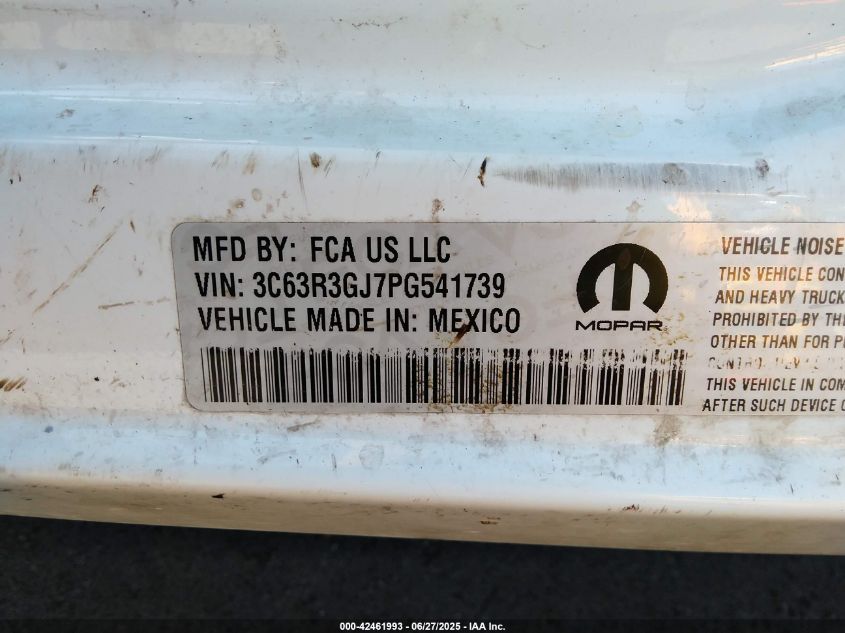 MFD BY: FCA US LLC
VIN: 3C63R3GJ7PG541739
VEHICLE MADE IN: MEXICO
MOPAR
VEHICLE NOISE
THIS VEHICLE CON
AND HEAVY TRUCK
PROHIBITED BY THE
OTHER THAN FOR
THIS VEHICLE IN COM
AFTER SUCH DEVICE
000-42461993 / 06/27/2025 - IAA Inc.